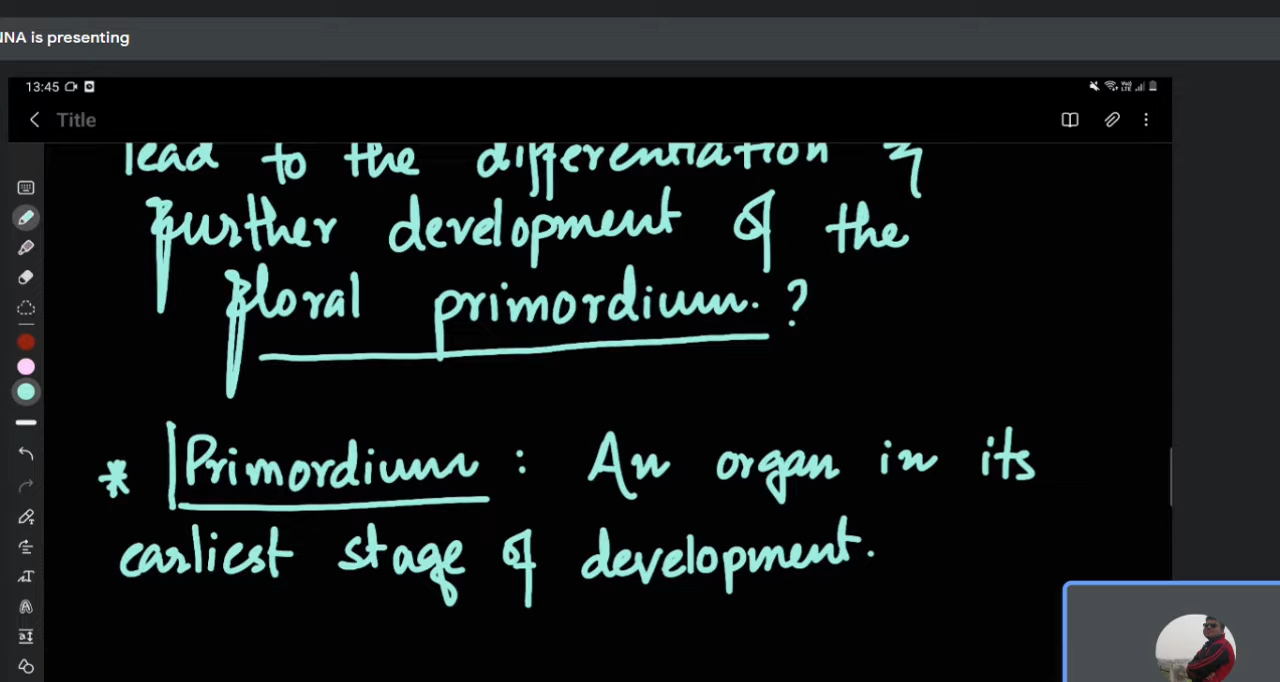 NNA is presenting
13:45
Title
lead to the differentiation &
further development of the
floral primordium. ?
* Primordium : An organ in its
earliest stage of development.